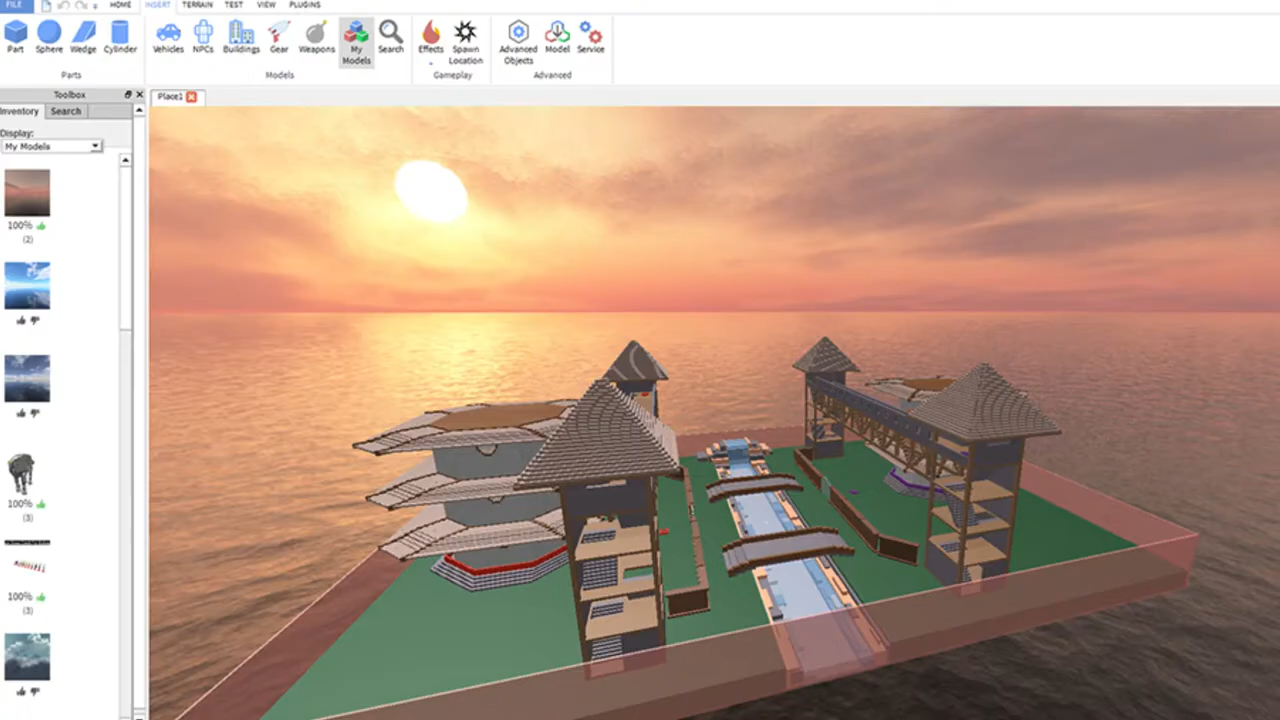 FILE HOME INSERT TERRAIN TEST VIEW PLUGINS
Part Sphere Wedge Cylinder Vehicles NPCs Buildings Gear Weapons My Models Search Effects Spawn Location Advanced Objects Model Service
Parts Models Gameplay Advanced
Toolbox
Place1
Inventory Search
Display:
My Models
100%
(2)
100%
(3)
100%
(3)